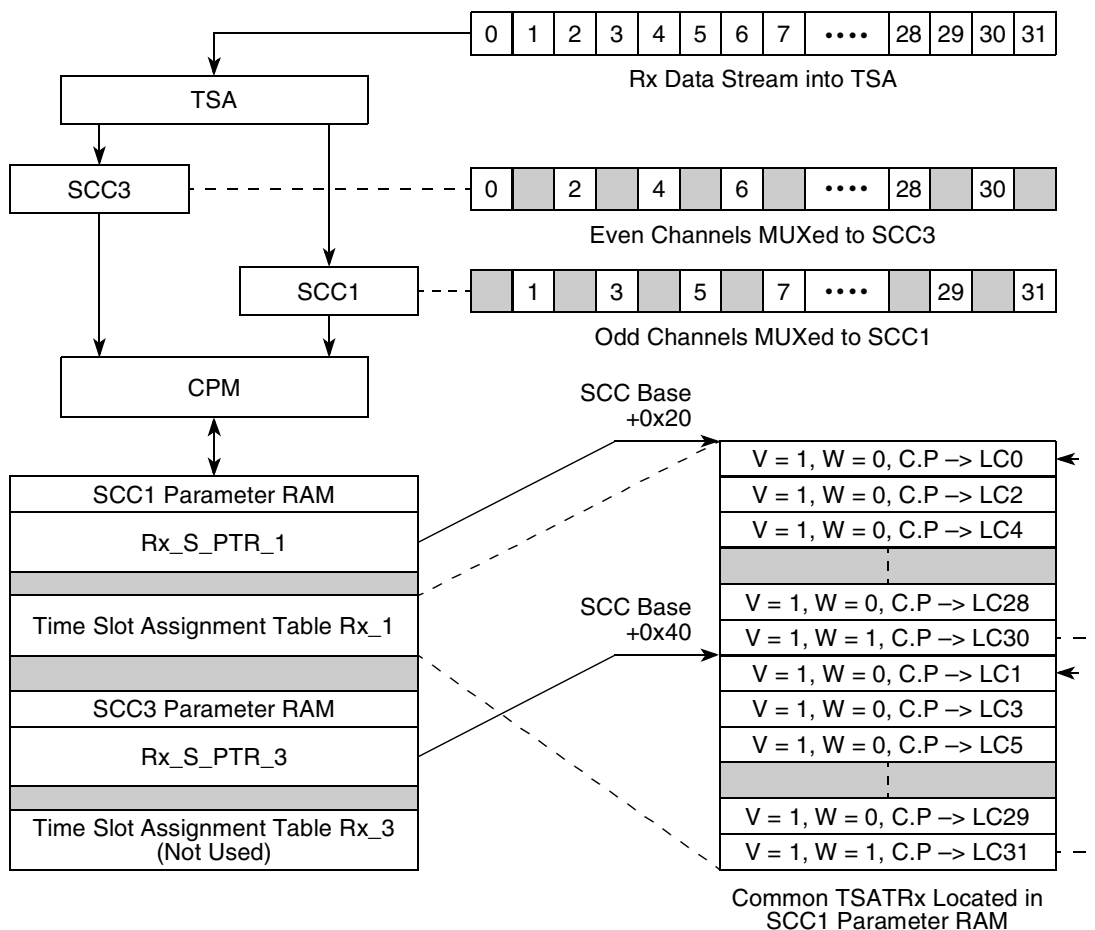 0 1 2 3 4 5 6 7 •••• 28 29 30 31
Rx Data Stream into TSA
TSA
SCC3
0 2 4 6 •••• 28 30
Even Channels MUXed to SCC3
SCC1
1 3 5 7 •••• 29 31
Odd Channels MUXed to SCC1
CPM
SCC Base
+0x20
SCC1 Parameter RAM
Rx_S_PTR_1
Time Slot Assignment Table Rx_1
SCC3 Parameter RAM
Rx_S_PTR_3
Time Slot Assignment Table Rx_3
(Not Used)
V = 1, W = 0, C.P –> LC0
V = 1, W = 0, C.P –> LC2
V = 1, W = 0, C.P –> LC4
V = 1, W = 0, C.P –> LC28
V = 1, W = 1, C.P –> LC30
SCC Base
+0x40
V = 1, W = 0, C.P –> LC1
V = 1, W = 0, C.P –> LC3
V = 1, W = 0, C.P –> LC5
V = 1, W = 0, C.P –> LC29
V = 1, W = 1, C.P –> LC31
Common TSATRx Located in
SCC1 Parameter RAM